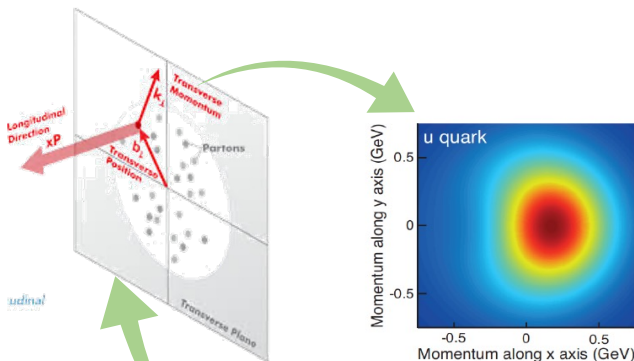 Transverse
Momentum
k⊥
Longitudinal
Direction
xP
Partons
b⊥
Transverse
Position
Transverse Plane
udinal
u quark
Momentum along y axis (GeV)
0.5
0
-0.5
-0.5
0
0.5
Momentum along x axis (GeV)